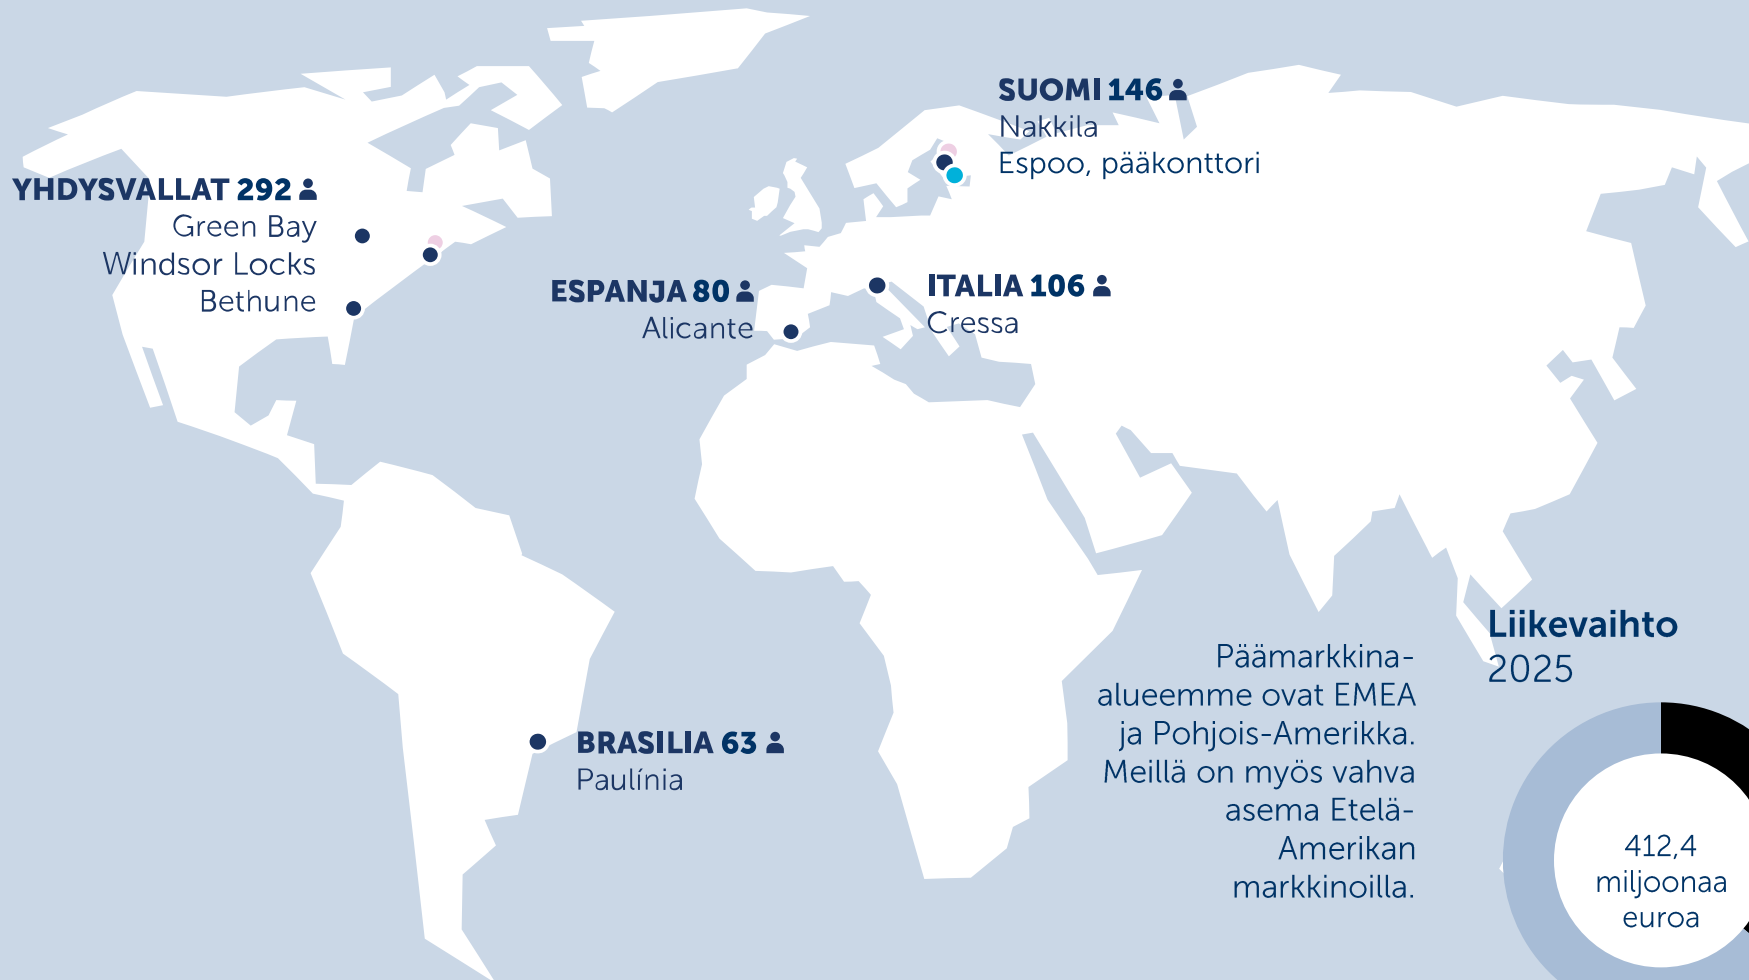 SUOMI 146
Nakkila
Espoo, pääkonttori
YHDYSVALLAT 292
Green Bay
Windsor Locks
Bethune
ESPANJA 80
Alicante
ITALIA 106
Cressa
BRASILIA 63
Paulínia
Päämarkkina-
alueemme ovat EMEA
ja Pohjois-Amerikka.
Meillä on myös vahva
asema Etelä-
Amerikan
markkinoilla.
Liikevaihto
2025
412,4
miljoonaa
euroa